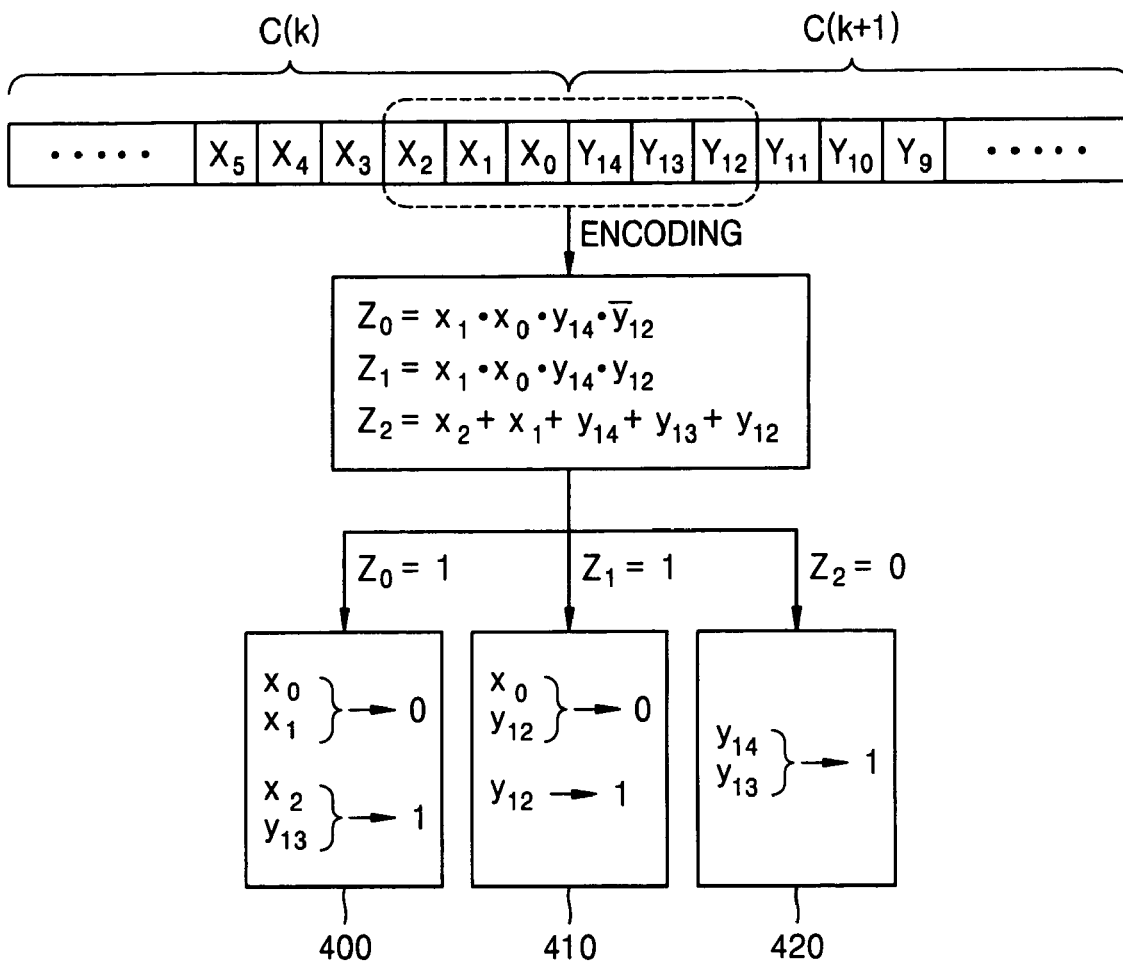 C(k) C(k+1)
• • • • • X₅ X₄ X₃ X₂ X₁ X₀ Y₁₄ Y₁₃ Y₁₂ Y₁₁ Y₁₀ Y₉ • • • • •
ENCODING
Z₀ = x₁ • x₀ • y₁₄ • y̅₁₂
Z₁ = x₁ • x₀ • y₁₄ • y₁₂
Z₂ = x₂ + x₁ + y₁₄ + y₁₃ + y₁₂
Z₀ = 1 Z₁ = 1 Z₂ = 0
x₀
x₁ } → 0
x₂
y₁₃ } → 1
x₀
y₁₂ } → 0
y₁₂ → 1
y₁₄
y₁₃ } → 1
400 410 420